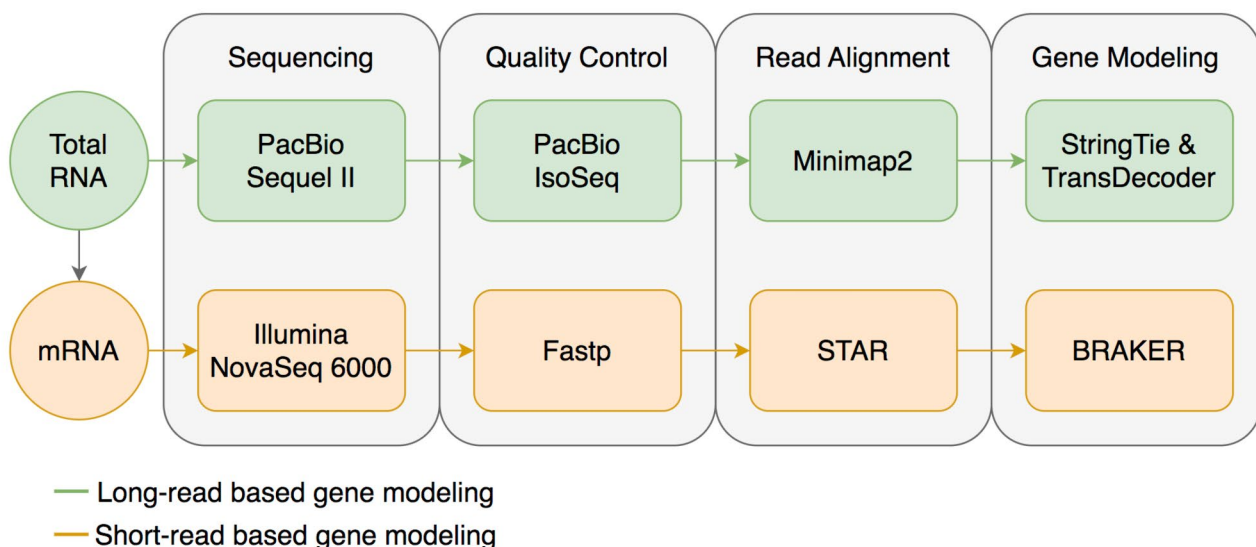 Sequencing
Quality Control
Read Alignment
Gene Modeling
Total
RNA
PacBio
Sequel II
PacBio
IsoSeq
Minimap2
StringTie &
TransDecoder
mRNA
Illumina
NovaSeq 6000
Fastp
STAR
BRAKER
Long-read based gene modeling
Short-read based gene modeling